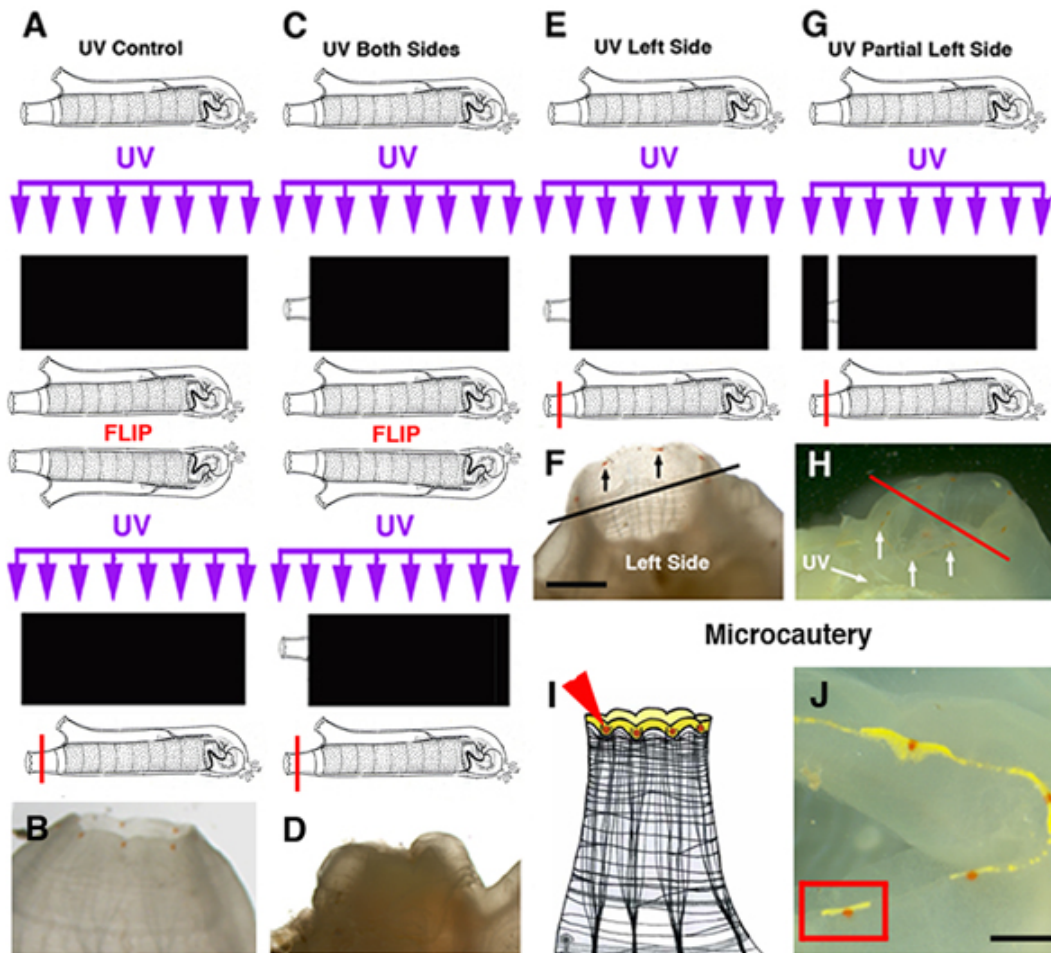 A
UV Control
UV
FLIP
UV
B
C
UV Both Sides
UV
FLIP
UV
D
E
UV Left Side
UV
F
Left Side
G
UV Partial Left Side
UV
H
UV
Microcautery
I
J